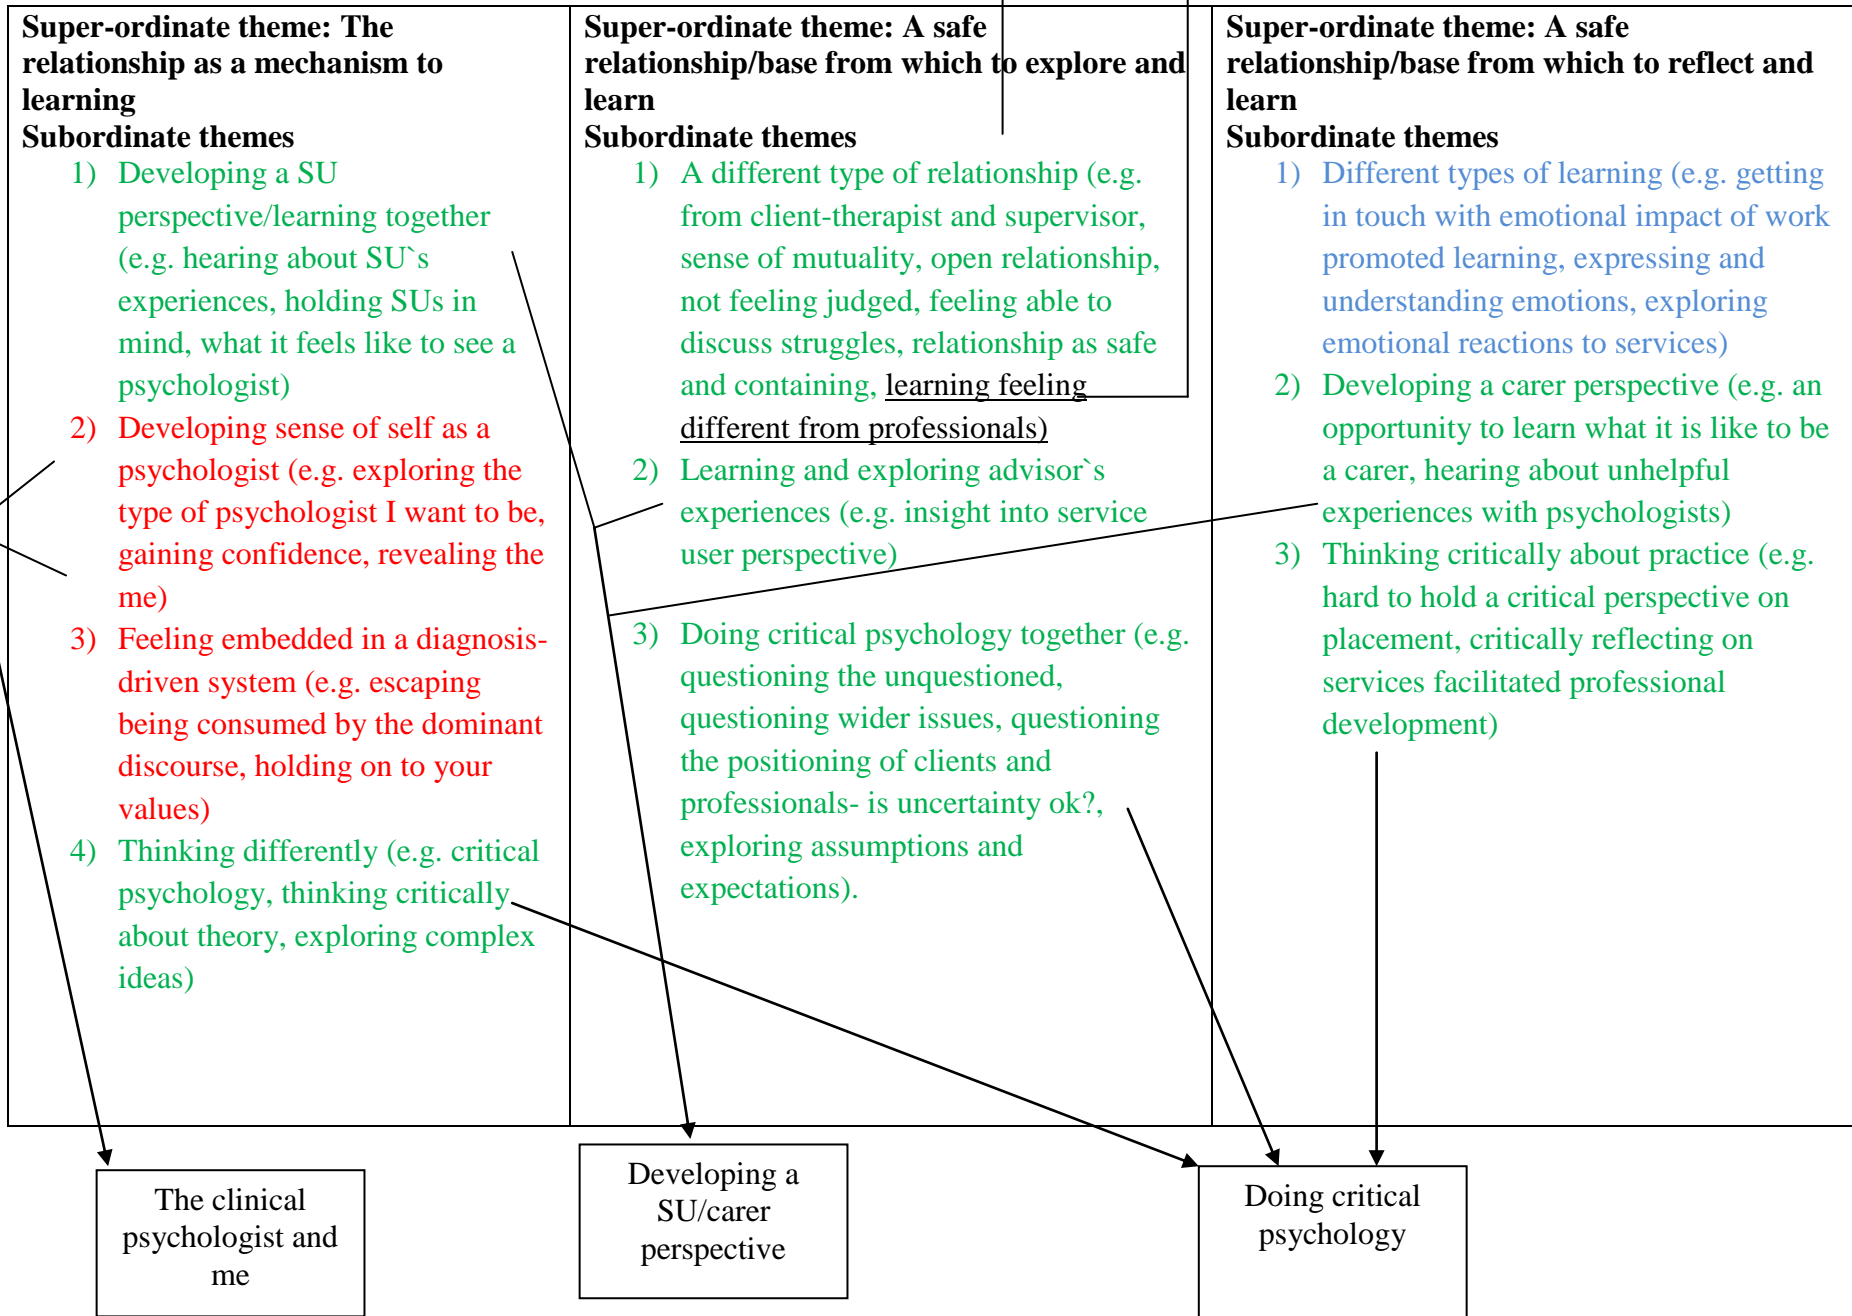 Super-ordinate theme: The
relationship as a mechanism to
learning
Subordinate themes
1) Developing a SU
perspective/learning together
(e.g. hearing about SU`s
experiences, holding SUs in
mind, what it feels like to see a
psychologist)
2) Developing sense of self as a
psychologist (e.g. exploring the
type of psychologist I want to be,
gaining confidence, revealing the
me)
3) Feeling embedded in a diagnosis-
driven system (e.g. escaping
being consumed by the dominant
discourse, holding on to your
values)
4) Thinking differently (e.g. critical
psychology, thinking critically
about theory, exploring complex
ideas)
Super-ordinate theme: A safe
relationship/base from which to explore and
learn
Subordinate themes
1) A different type of relationship (e.g.
from client-therapist and supervisor,
sense of mutuality, open relationship,
not feeling judged, feeling able to
discuss struggles, relationship as safe
and containing, learning feeling
different from professionals)
2) Learning and exploring advisor`s
experiences (e.g. insight into service
user perspective)
3) Doing critical psychology together (e.g.
questioning the unquestioned,
questioning wider issues, questioning
the positioning of clients and
professionals- is uncertainty ok?,
exploring assumptions and
expectations).
Super-ordinate theme: A safe
relationship/base from which to reflect and
learn
Subordinate themes
1) Different types of learning (e.g. getting
in touch with emotional impact of work
promoted learning, expressing and
understanding emotions, exploring
emotional reactions to services)
2) Developing a carer perspective (e.g. an
opportunity to learn what it is like to be
a carer, hearing about unhelpful
experiences with psychologists)
3) Thinking critically about practice (e.g.
hard to hold a critical perspective on
placement, critically reflecting on
services facilitated professional
development)
The clinical
psychologist and
me
Developing a
SU/carer
perspective
Doing critical
psychology